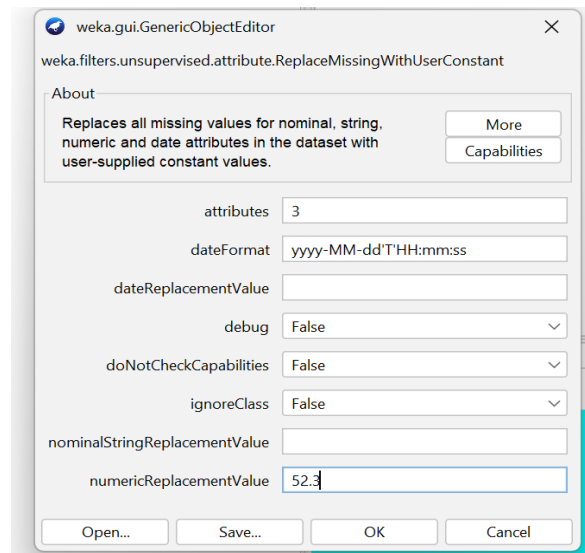 weka.gui.GenericObjectEditor
weka.filters.unsupervised.attribute.ReplaceMissingWithUserConstant
About
Replaces all missing values for nominal, string,
numeric and date attributes in the dataset with
user-supplied constant values.
More
Capabilities
attributes 3
dateFormat yyyy-MM-dd'T'HH:mm:ss
dateReplacementValue
debug False
doNotCheckCapabilities False
ignoreClass False
nominalStringReplacementValue
numericReplacementValue 52.3
Open... Save... OK Cancel